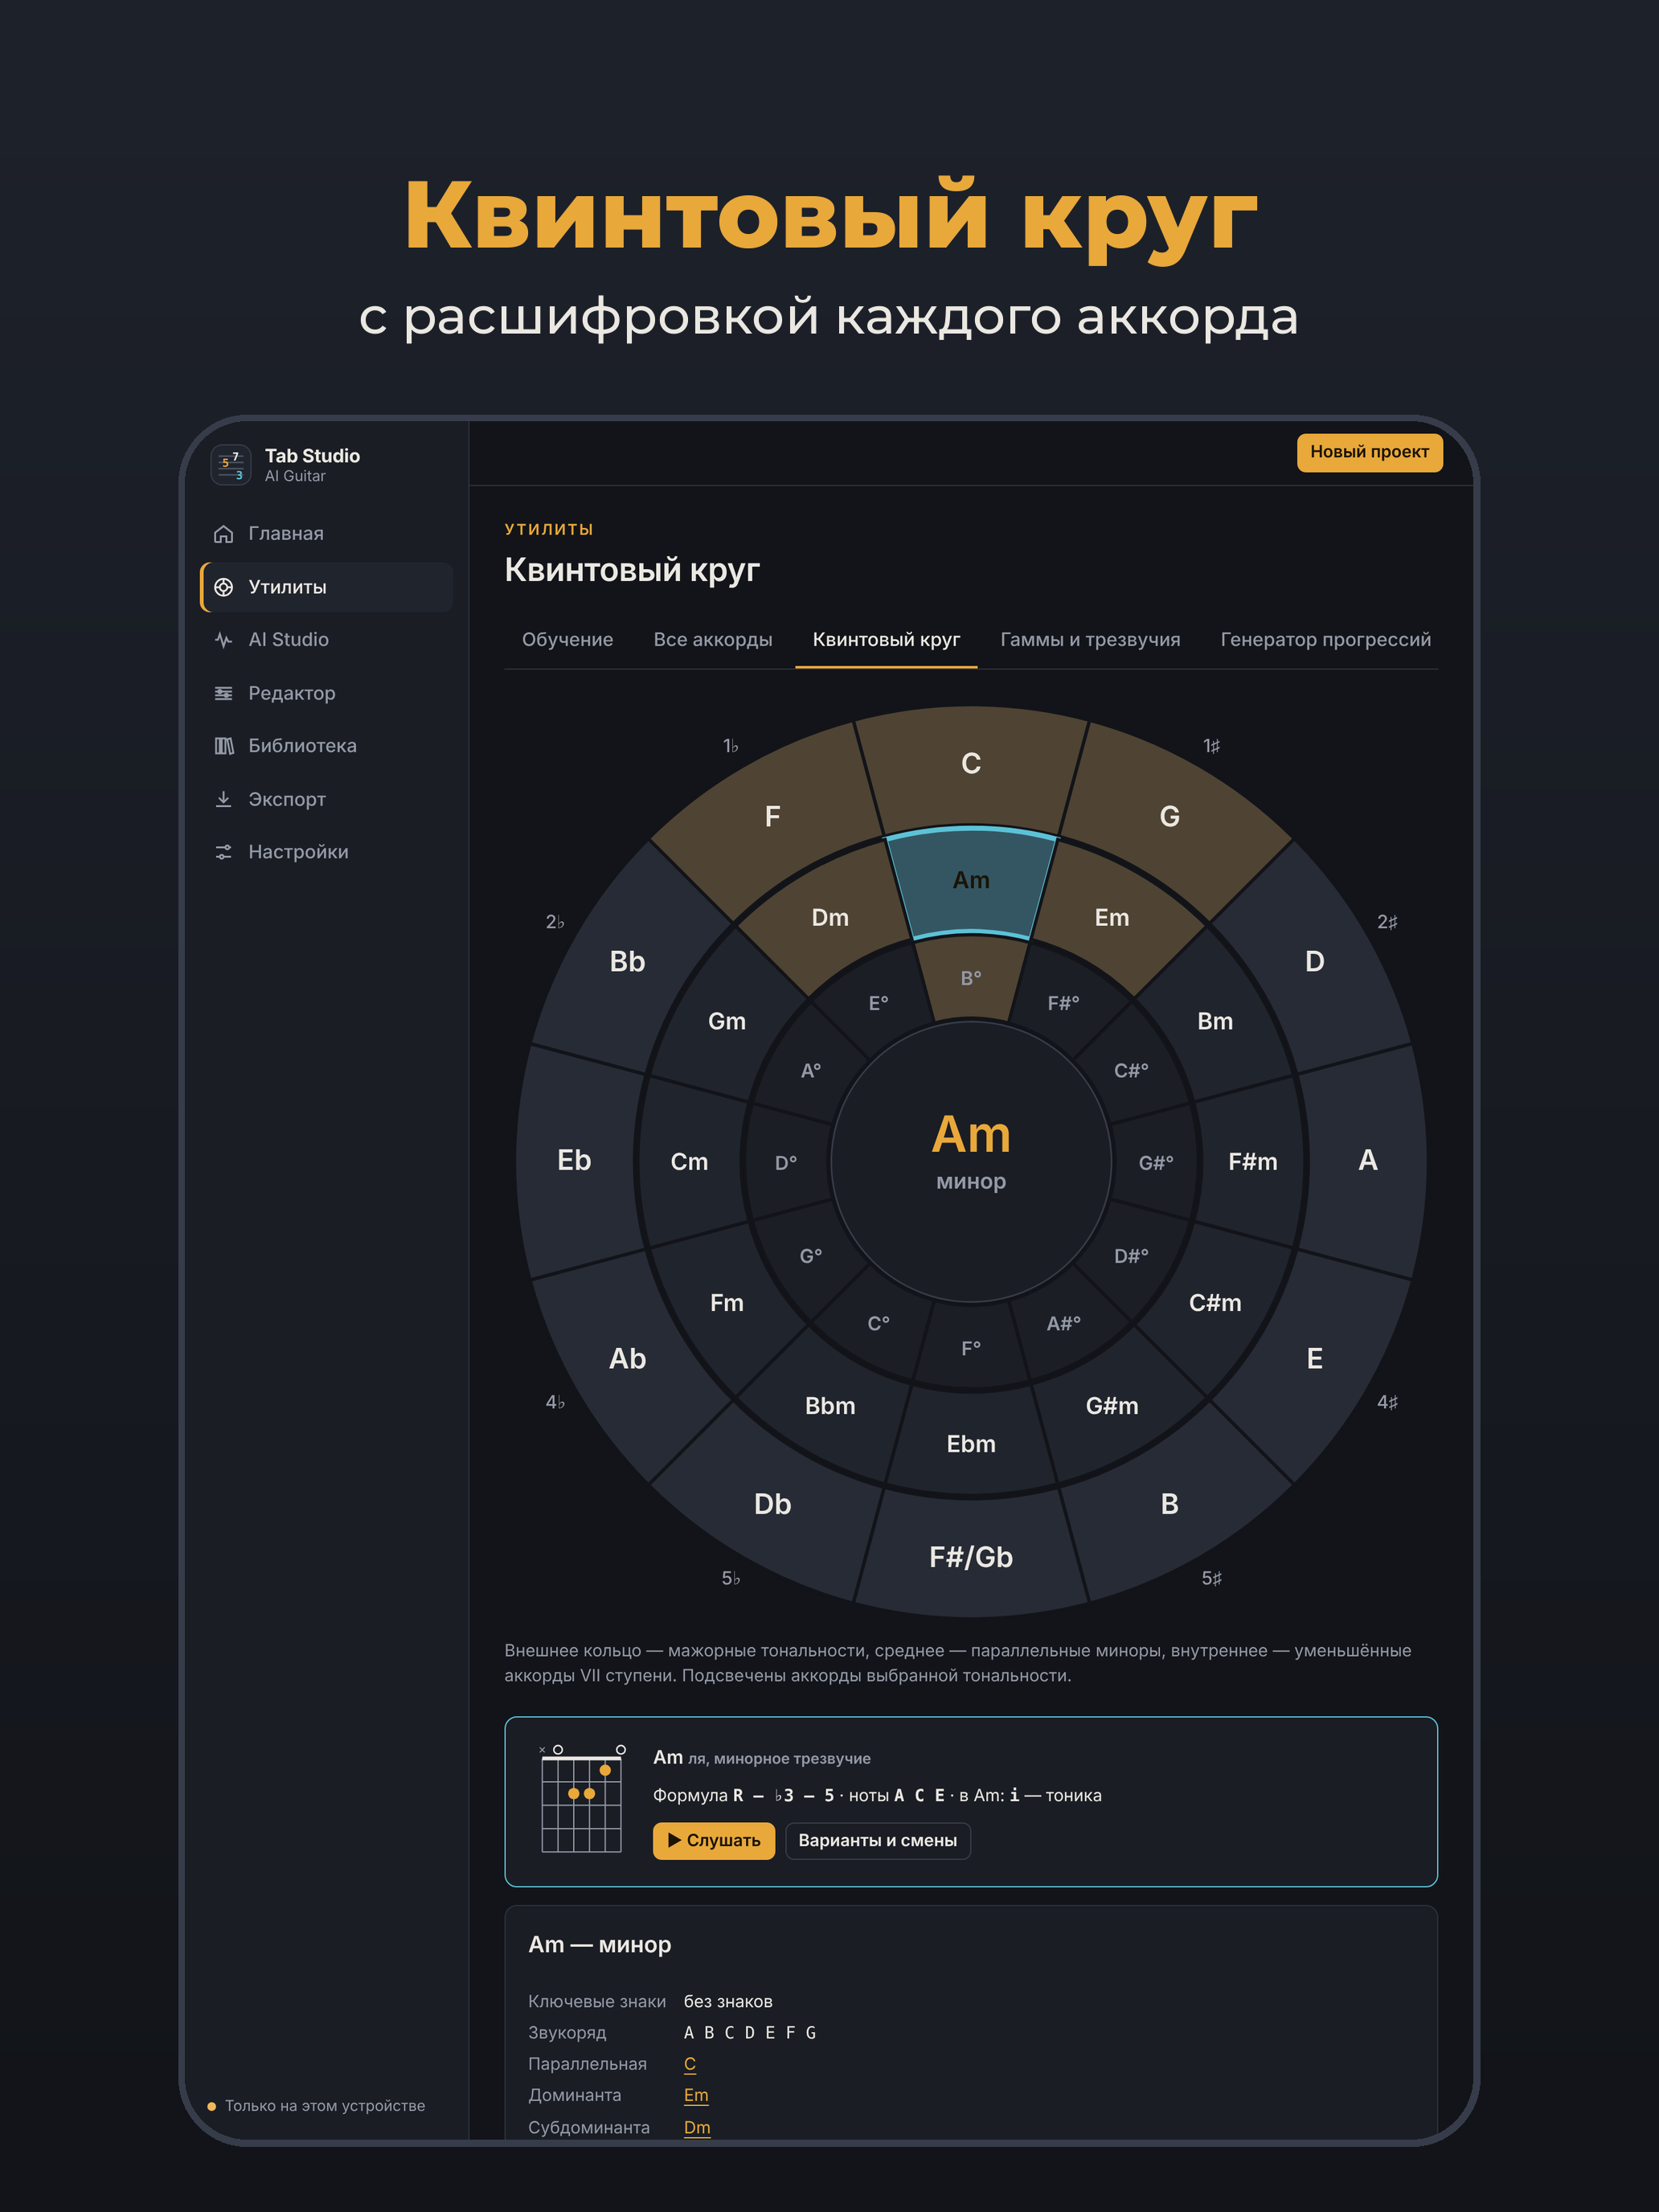 Квинтовый круг
с расшифровкой каждого аккорда
5 7 3
Tab Studio
AI Guitar
Новый проект
Главная
Утилиты
AI Studio
Редактор
Библиотека
Экспорт
Настройки
УТИЛИТЫ
Квинтовый круг
Обучение Все аккорды Квинтовый круг Гаммы и трезвучия Генератор прогрессий
1♭ 1♯
C
F G
Am
Dm Em
2♭ 2♯
Bb D
B°
E° F#°
Gm Bm
A° C#°
Am
минор
Eb Cm D° G#° F#m A
G° D#°
Fm C#m
C° A#°
F°
Ab E
4♭ 4♯
Bbm G#m
Ebm
Db B
F#/Gb
5♭ 5♯
Внешнее кольцо — мажорные тональности, среднее — параллельные миноры, внутреннее — уменьшённые
аккорды VII ступени. Подсвечены аккорды выбранной тональности.
×
Am ля, минорное трезвучие
Формула R – ♭3 – 5 · ноты A C E · в Am: i — тоника
▶ Слушать Варианты и смены
Am — минор
Ключевые знаки без знаков
Звукоряд A B C D E F G
Параллельная C
Доминанта Em
Субдоминанта Dm
Только на этом устройстве